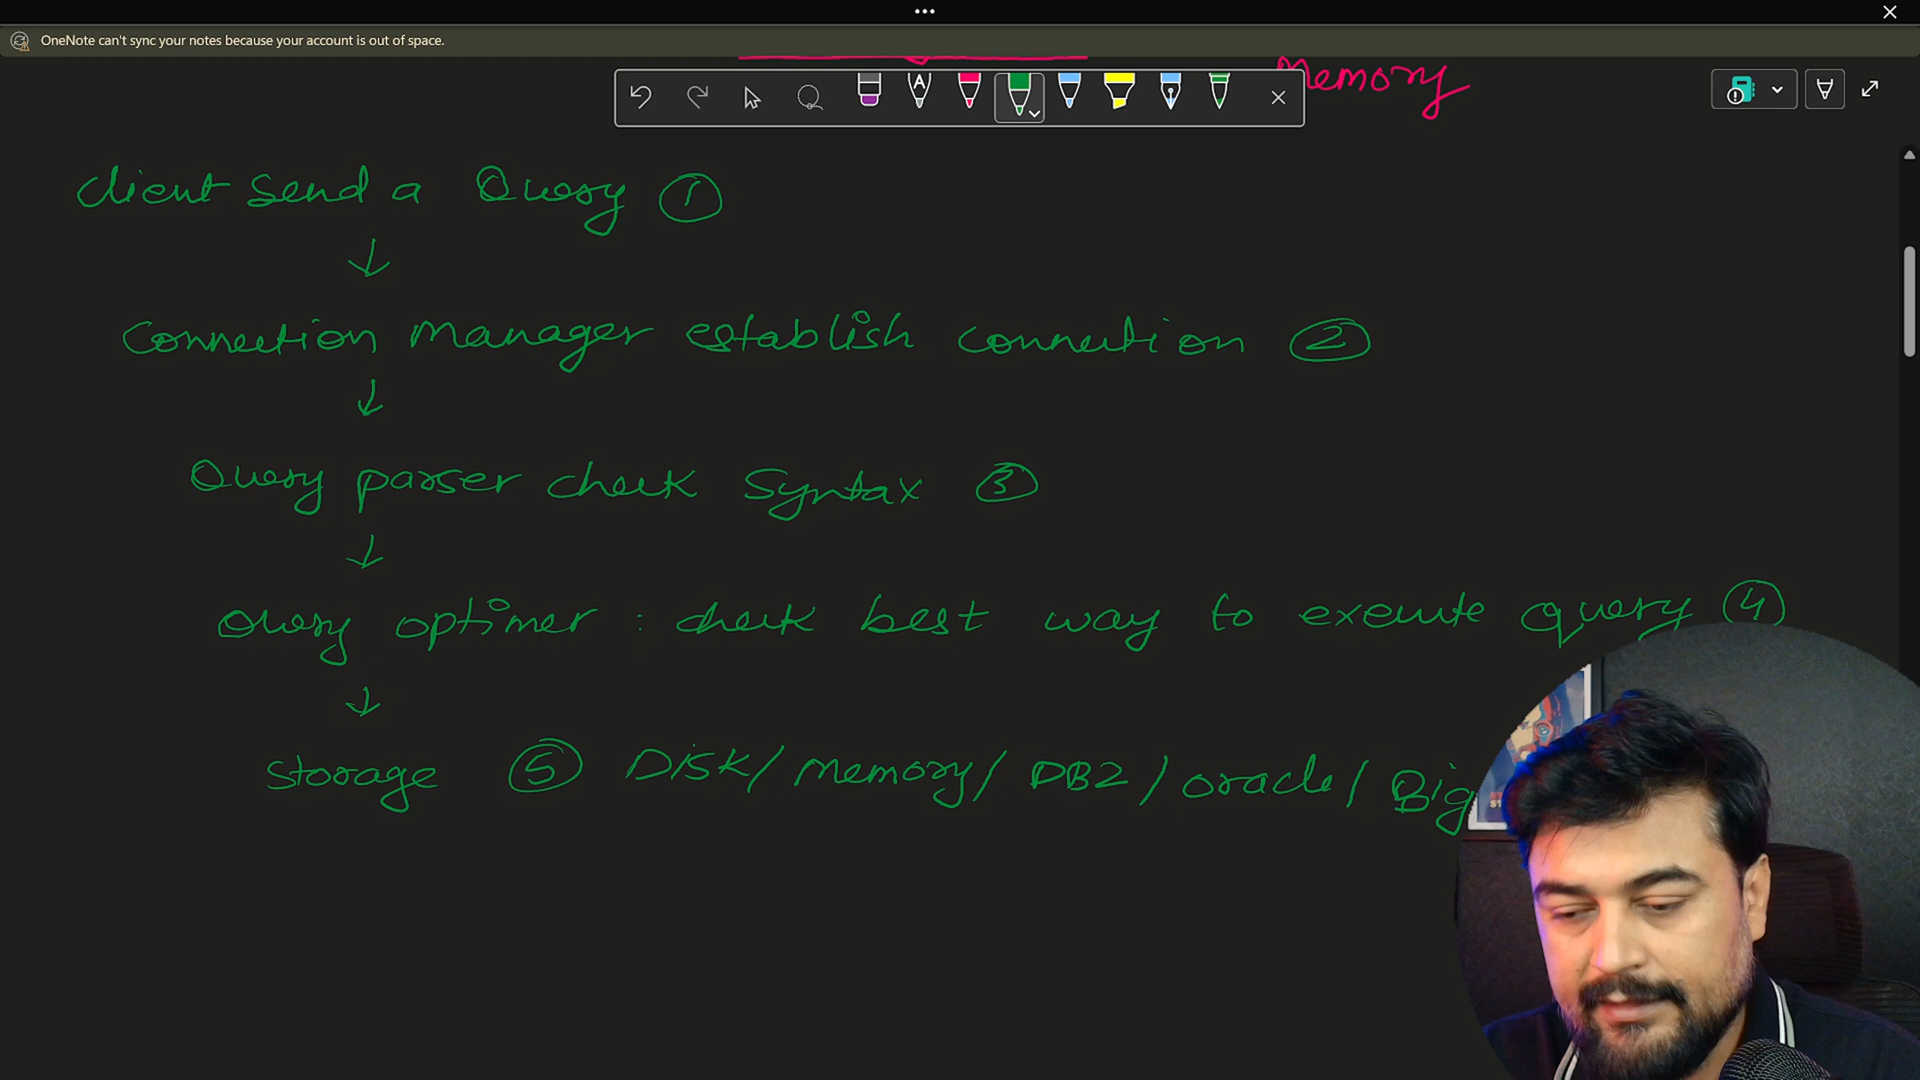 OneNote can't sync your notes because your account is out of space.
Memory
Client Send a Query ①
↓
Connection Manager establish connection ②
↓
Query parser check Syntax ③
↓
Query optimer : check best way to execute query ④
↓
Storage ⑤ Disk/ Memory/ DB2/ Oracle/ Big